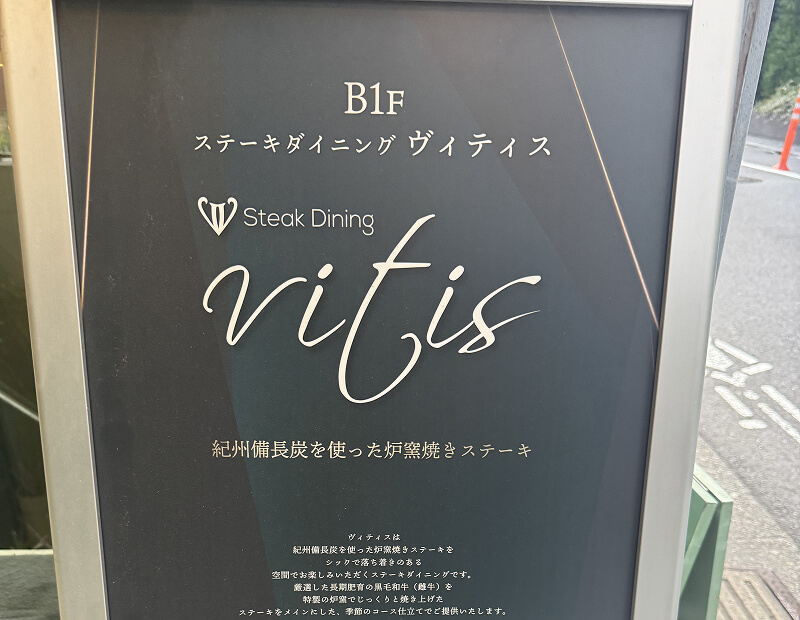 B1F
ステーキダイニング ヴィティス
Steak Dining
vitis
紀州備長炭を使った炉窯焼きステーキ
ヴィティスは
紀州備長炭を使った炉窯焼きステーキを
シックで落ち着きのある
空間でお楽しみいただくステーキダイニングです。
厳選した長期肥育の黒毛和牛（雌牛）を
特製の炉窯でじっくりと焼き上げた
ステーキをメインにした、季節のコース仕立てでご提供いたします。